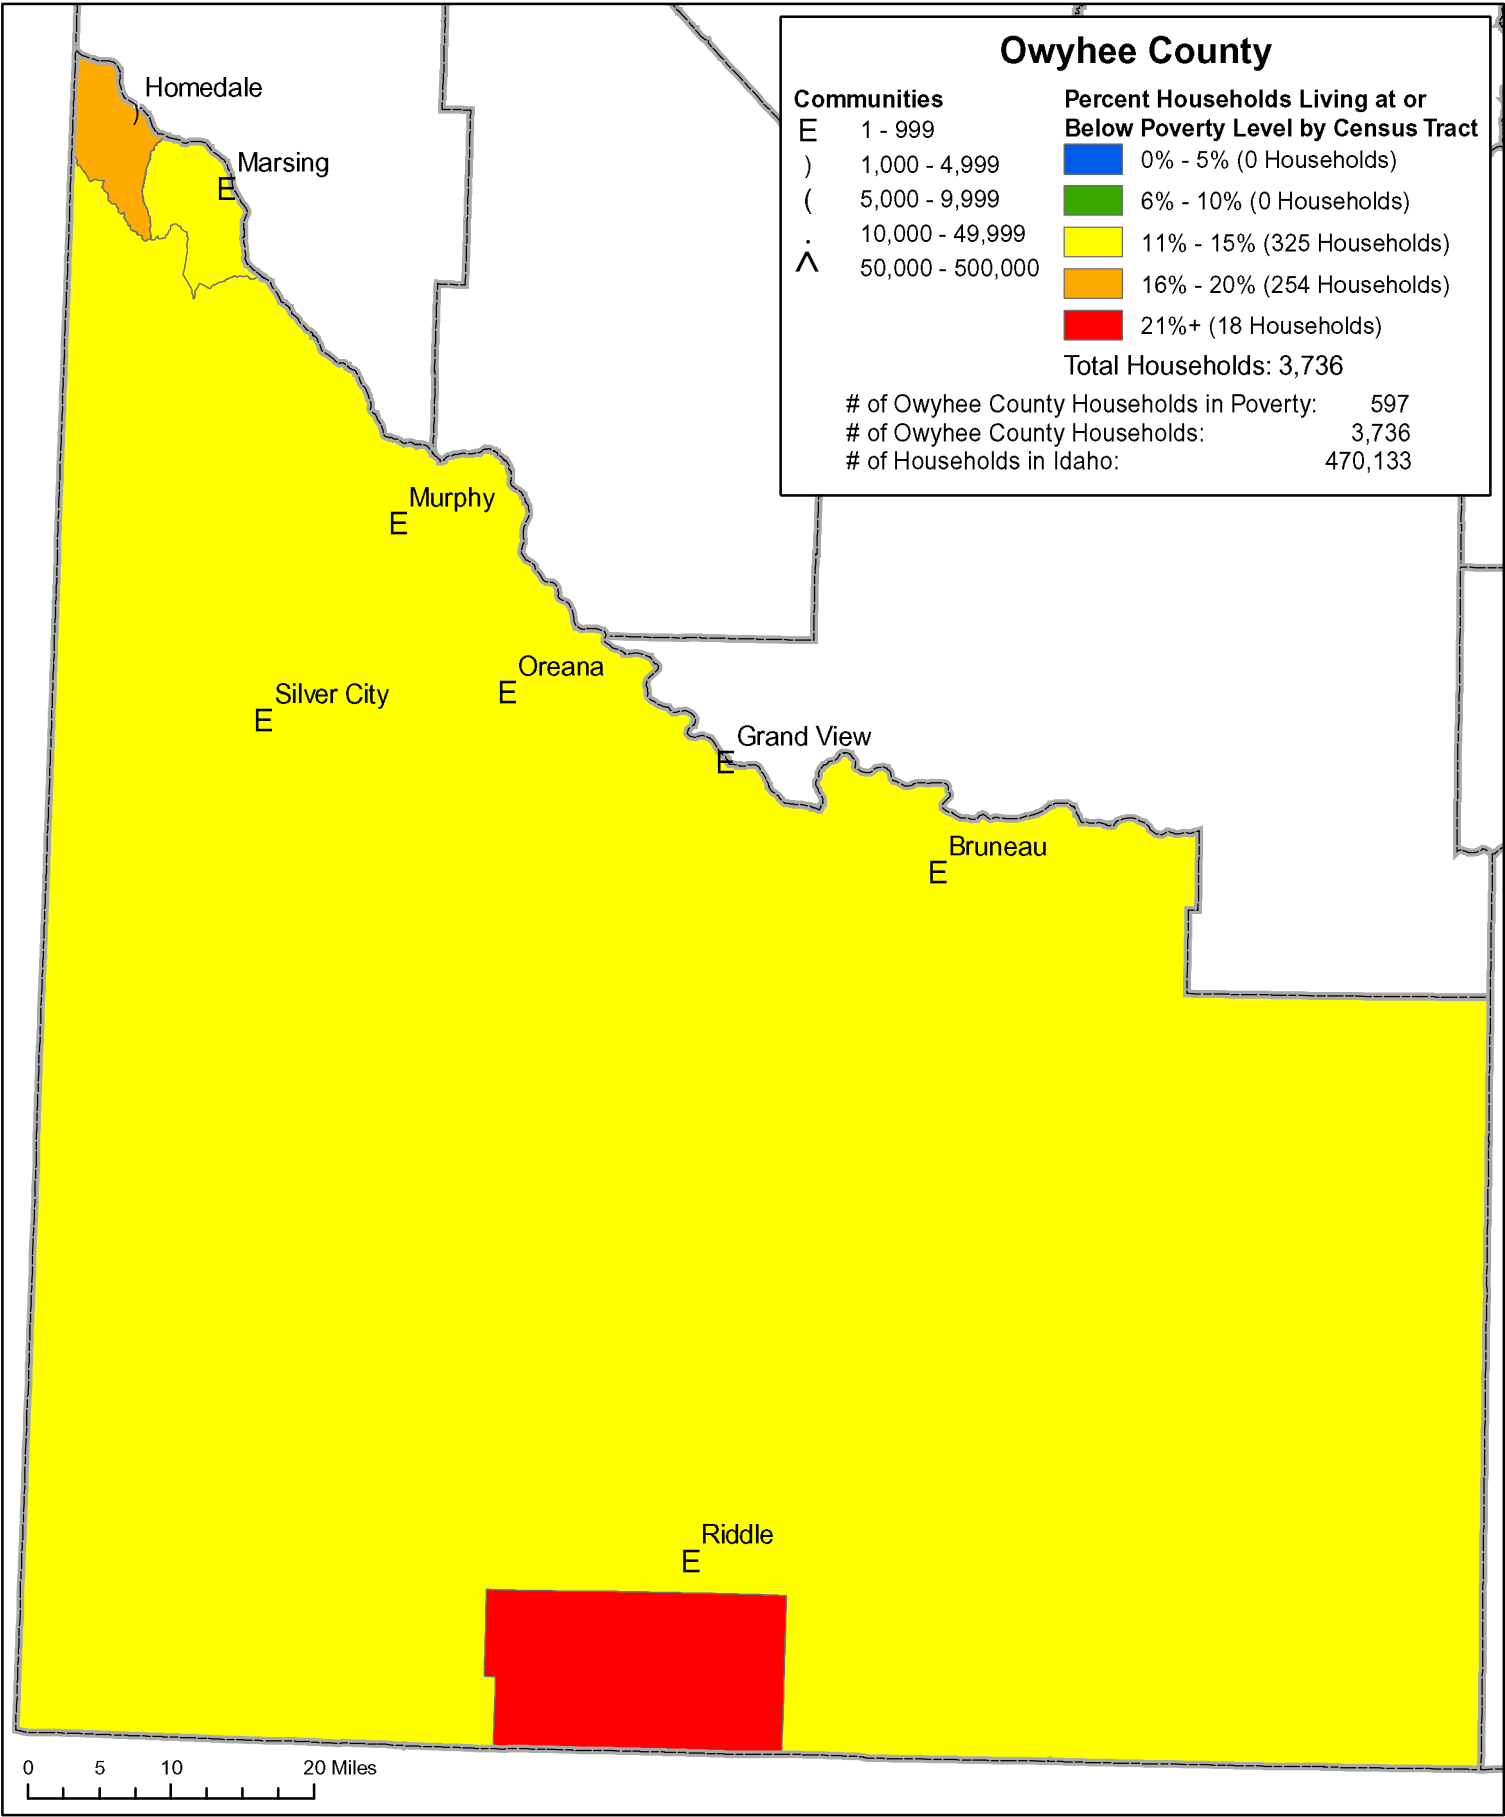 Owyhee County
Communities
E 1 - 999
) 1,000 - 4,999
( 5,000 - 9,999
. 10,000 - 49,999
^ 50,000 - 500,000
Percent Households Living at or
Below Poverty Level by Census Tract
0% - 5% (0 Households)
6% - 10% (0 Households)
11% - 15% (325 Households)
16% - 20% (254 Households)
21%+ (18 Households)
Total Households: 3,736
# of Owyhee County Households in Poverty: 597
# of Owyhee County Households: 3,736
# of Households in Idaho: 470,133
Homedale
)
Marsing
E
Murphy
E
Oreana
E
Silver City
E
Grand View
E
Bruneau
E
Riddle
E
0 5 10 20 Miles